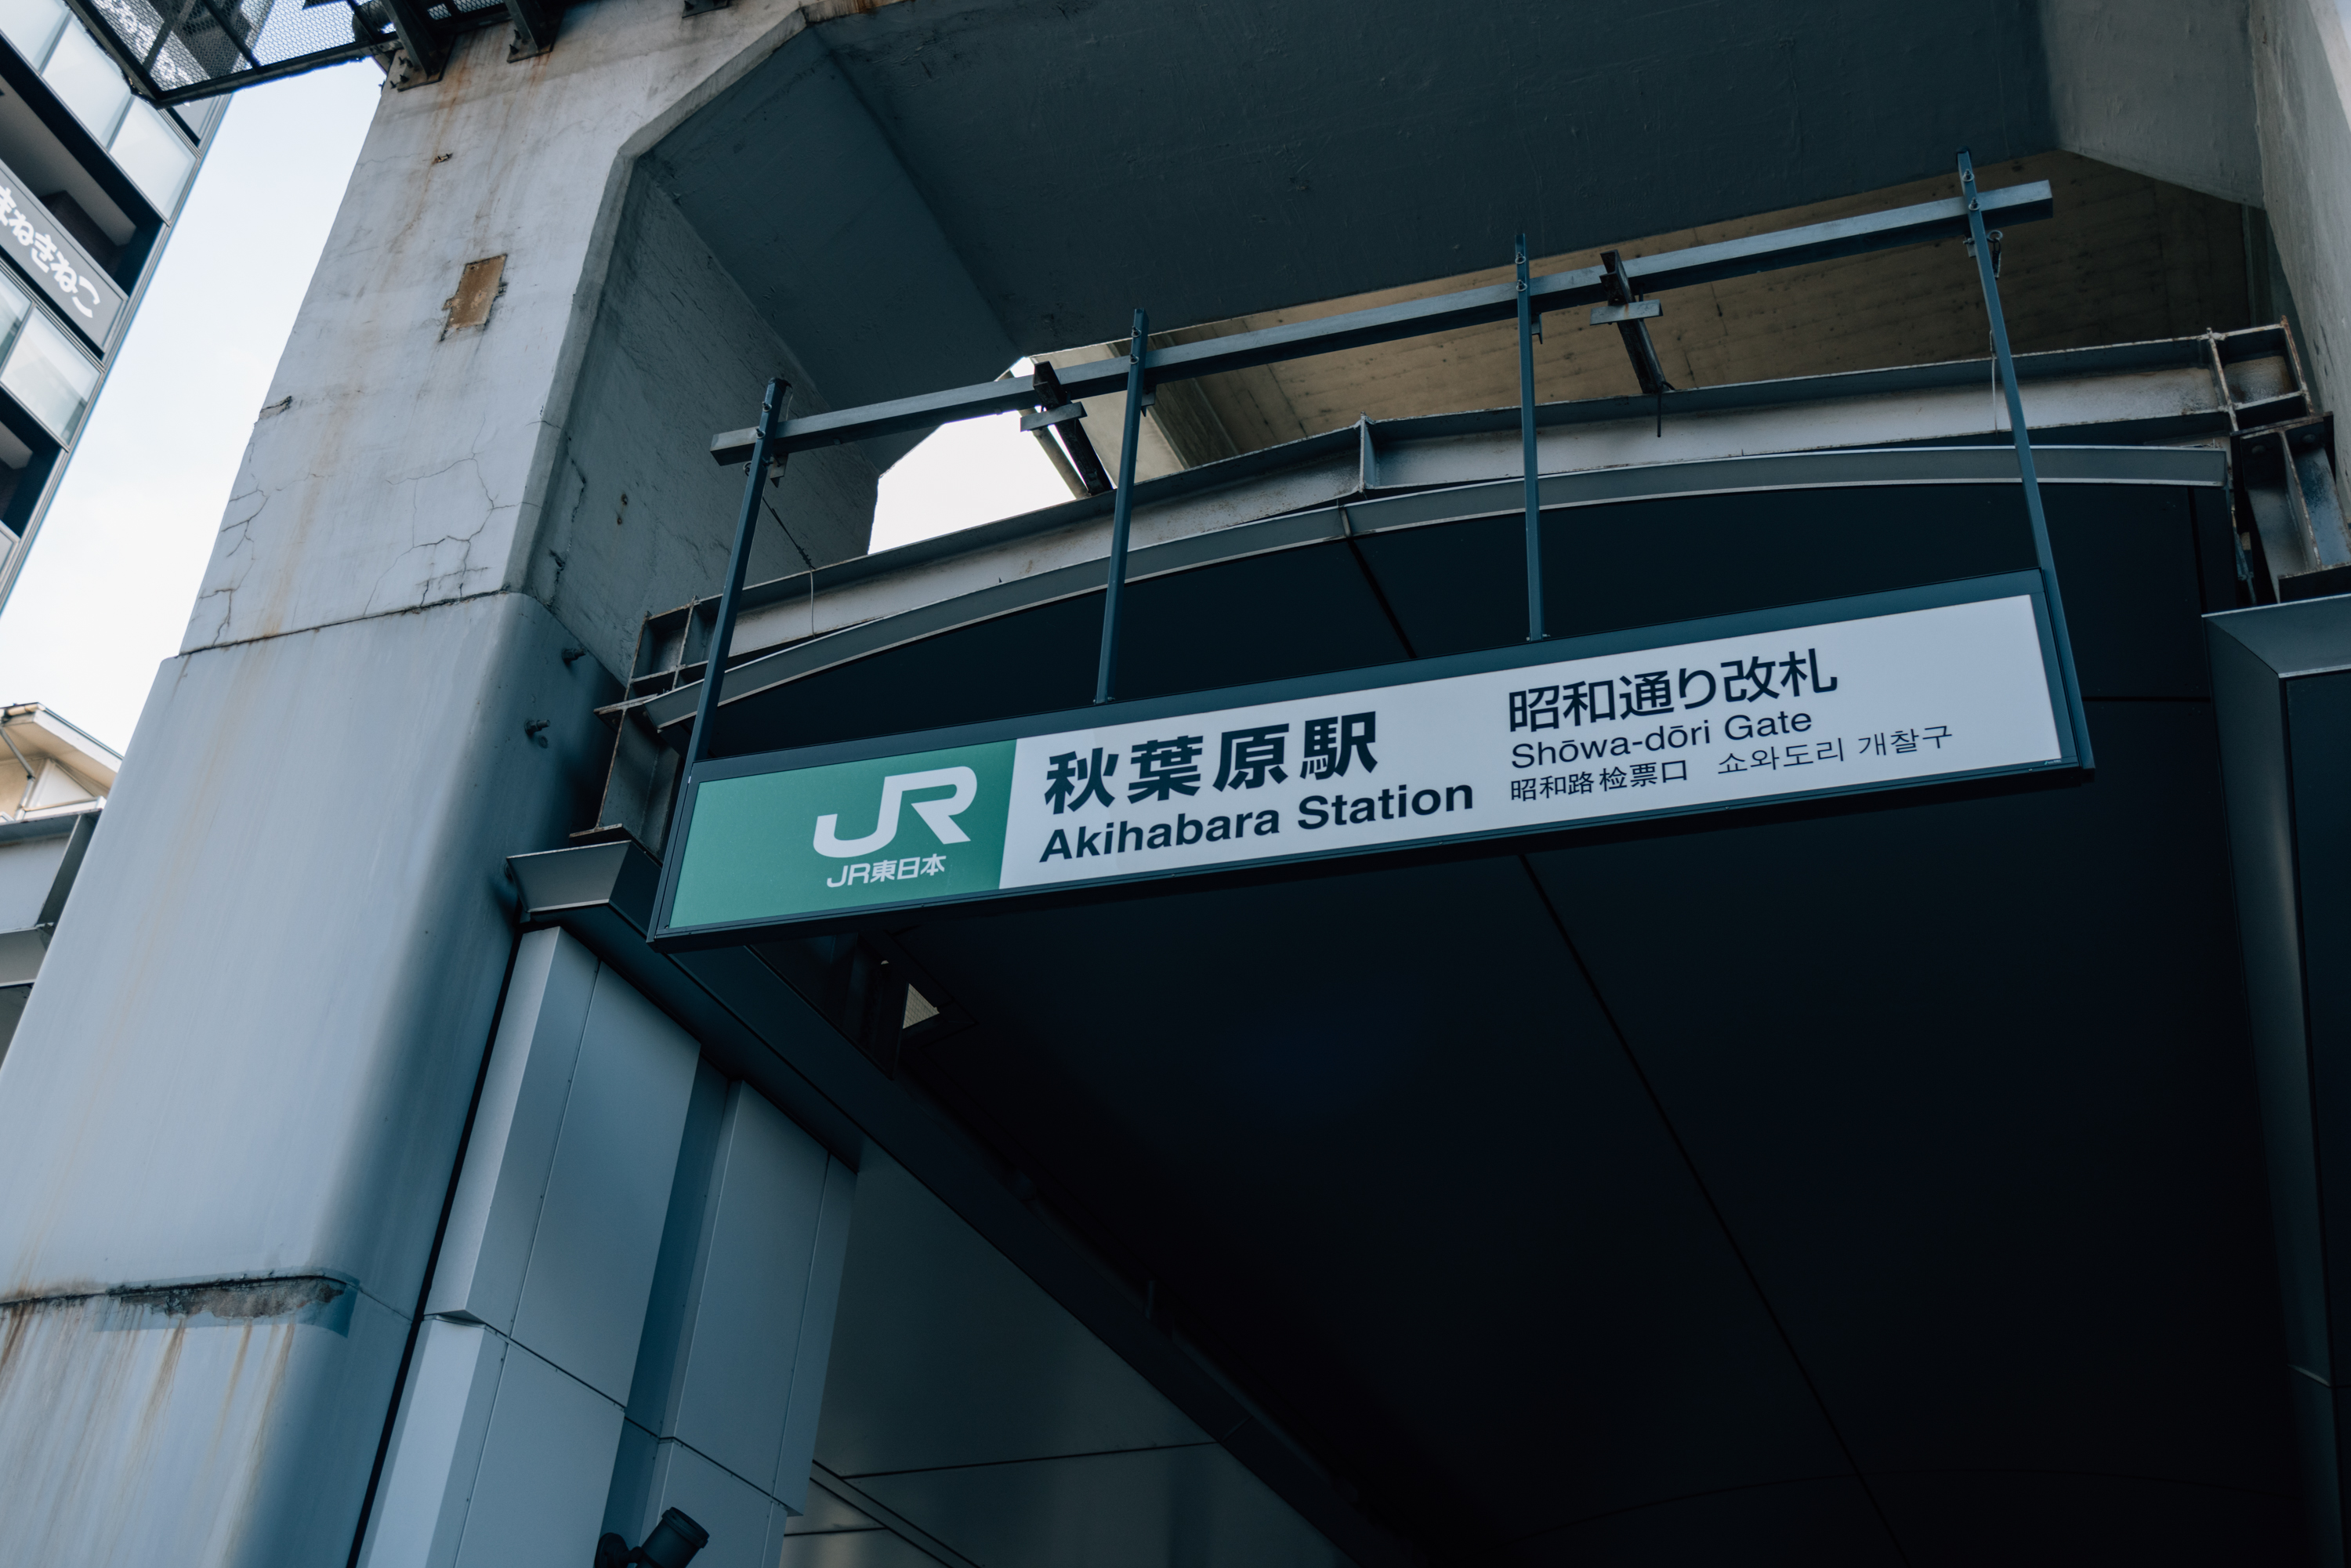 まねきねこ
JR
JR東日本
秋葉原駅
Akihabara Station
昭和通り改札
Shōwa-dōri Gate
昭和路检票口 쇼와도리 개찰구